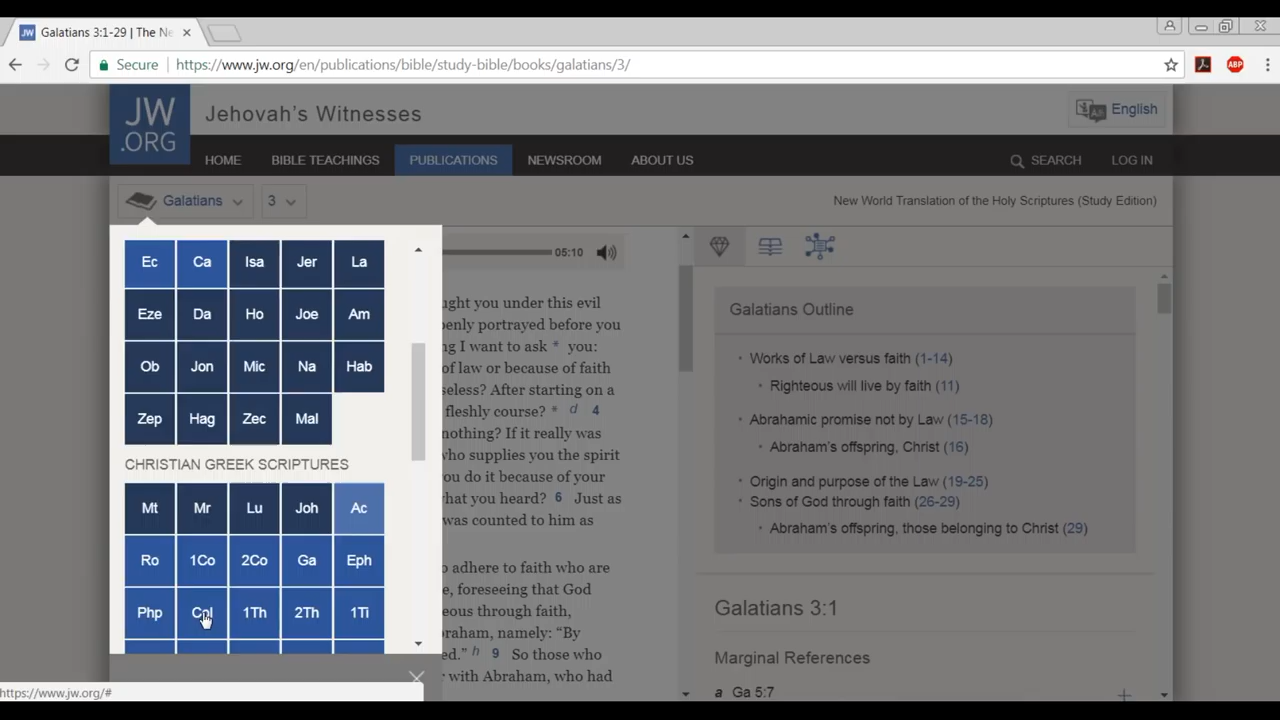 Galatians 3:1-29 | The Ne
Secure
https://www.jw.org/en/publications/bible/study-bible/books/galatians/3/
ABP
JW
.ORG
Jehovah's Witnesses
English
HOME
BIBLE TEACHINGS
PUBLICATIONS
NEWSROOM
ABOUT US
SEARCH
LOG IN
Galatians
3
New World Translation of the Holy Scriptures (Study Edition)
Ec Ca Isa Jer La
Eze Da Ho Joe Am
Ob Jon Mic Na Hab
Zep Hag Zec Mal
CHRISTIAN GREEK SCRIPTURES
Mt Mr Lu Joh Ac
Ro 1Co 2Co Ga Eph
Php Col 1Th 2Th 1Ti
https://www.jw.org/#
05:10
ught you under this evil
penly portrayed before you
g I want to ask * you:
of law or because of faith
seless? After starting on a
fleshly course? * d 4
nothing? If it really was
who supplies you the spirit
ou do it because of your
hat you heard? 6 Just as
was counted to him as
o adhere to faith who are
e, foreseeing that God
eous through faith,
braham, namely: “By
ed.” h 9 So those who
with Abraham, who had
Galatians Outline
• Works of Law versus faith (1-14)
• Righteous will live by faith (11)
• Abrahamic promise not by Law (15-18)
• Abraham's offspring, Christ (16)
• Origin and purpose of the Law (19-25)
• Sons of God through faith (26-29)
• Abraham's offspring, those belonging to Christ (29)
Galatians 3:1
Marginal References
a Ga 5:7